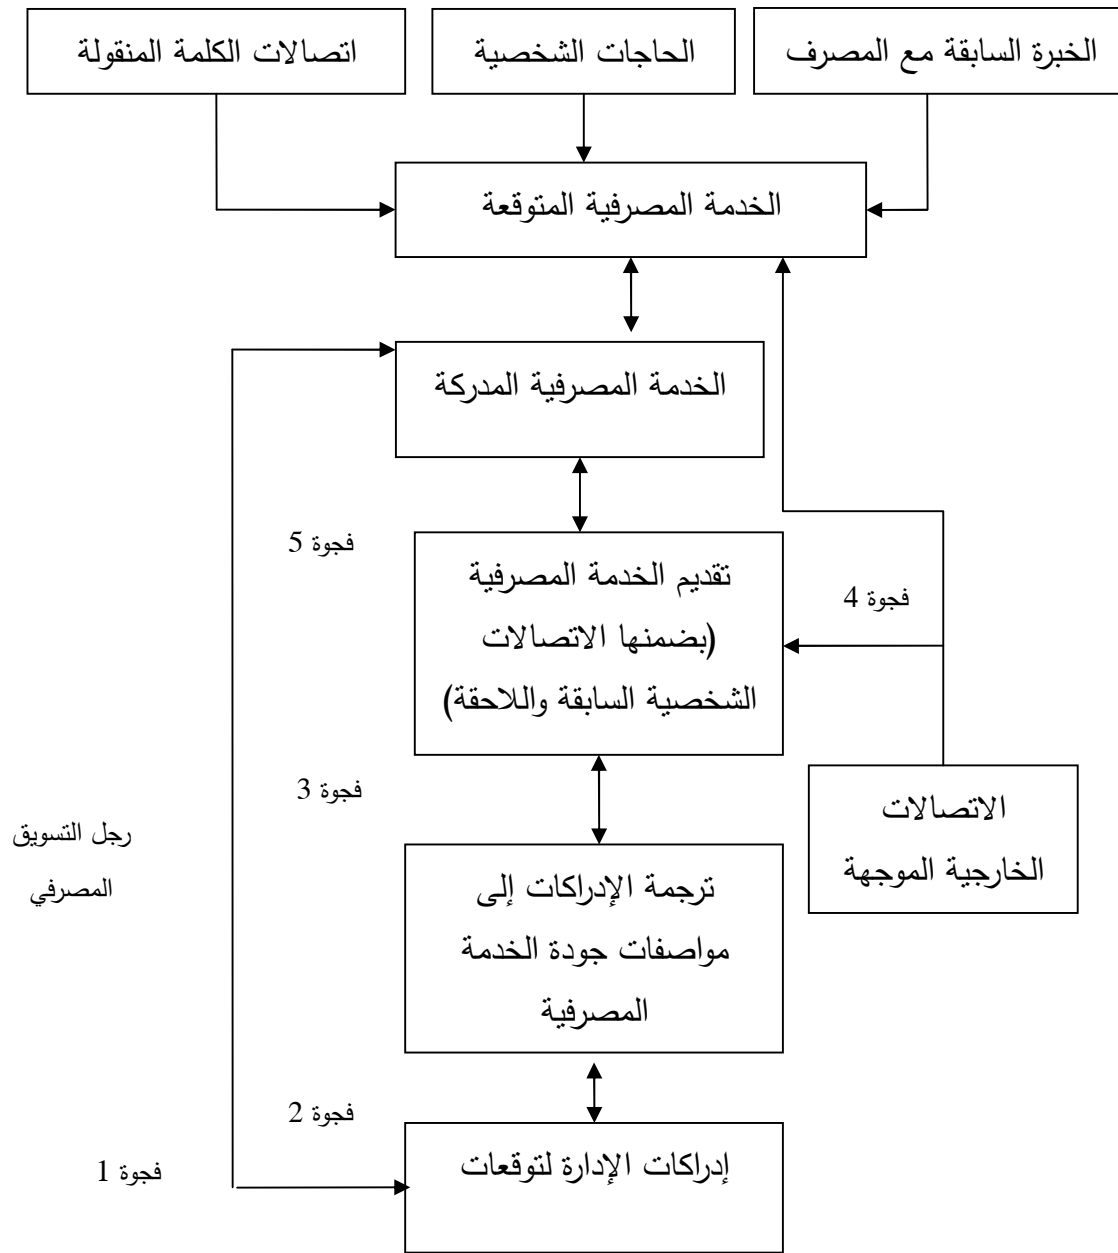 الخبرة السابقة مع المصرف
الحاجات الشخصية
اتصالات الكلمة المنقولة
الخدمة المصرفية المتوقعة
الخدمة المصرفية المدركة
فجوة 5
تقديم الخدمة المصرفية
(بضمنها الاتصالات
الشخصية السابقة واللاحقة)
فجوة 4
فجوة 3
الاتصالات
الخارجية الموجهة
رجل التسويق
المصرفي
ترجمة الإدراكات إلى
مواصفات جودة الخدمة
المصرفية
فجوة 2
إدراكات الإدارة لتوقعات
فجوة 1